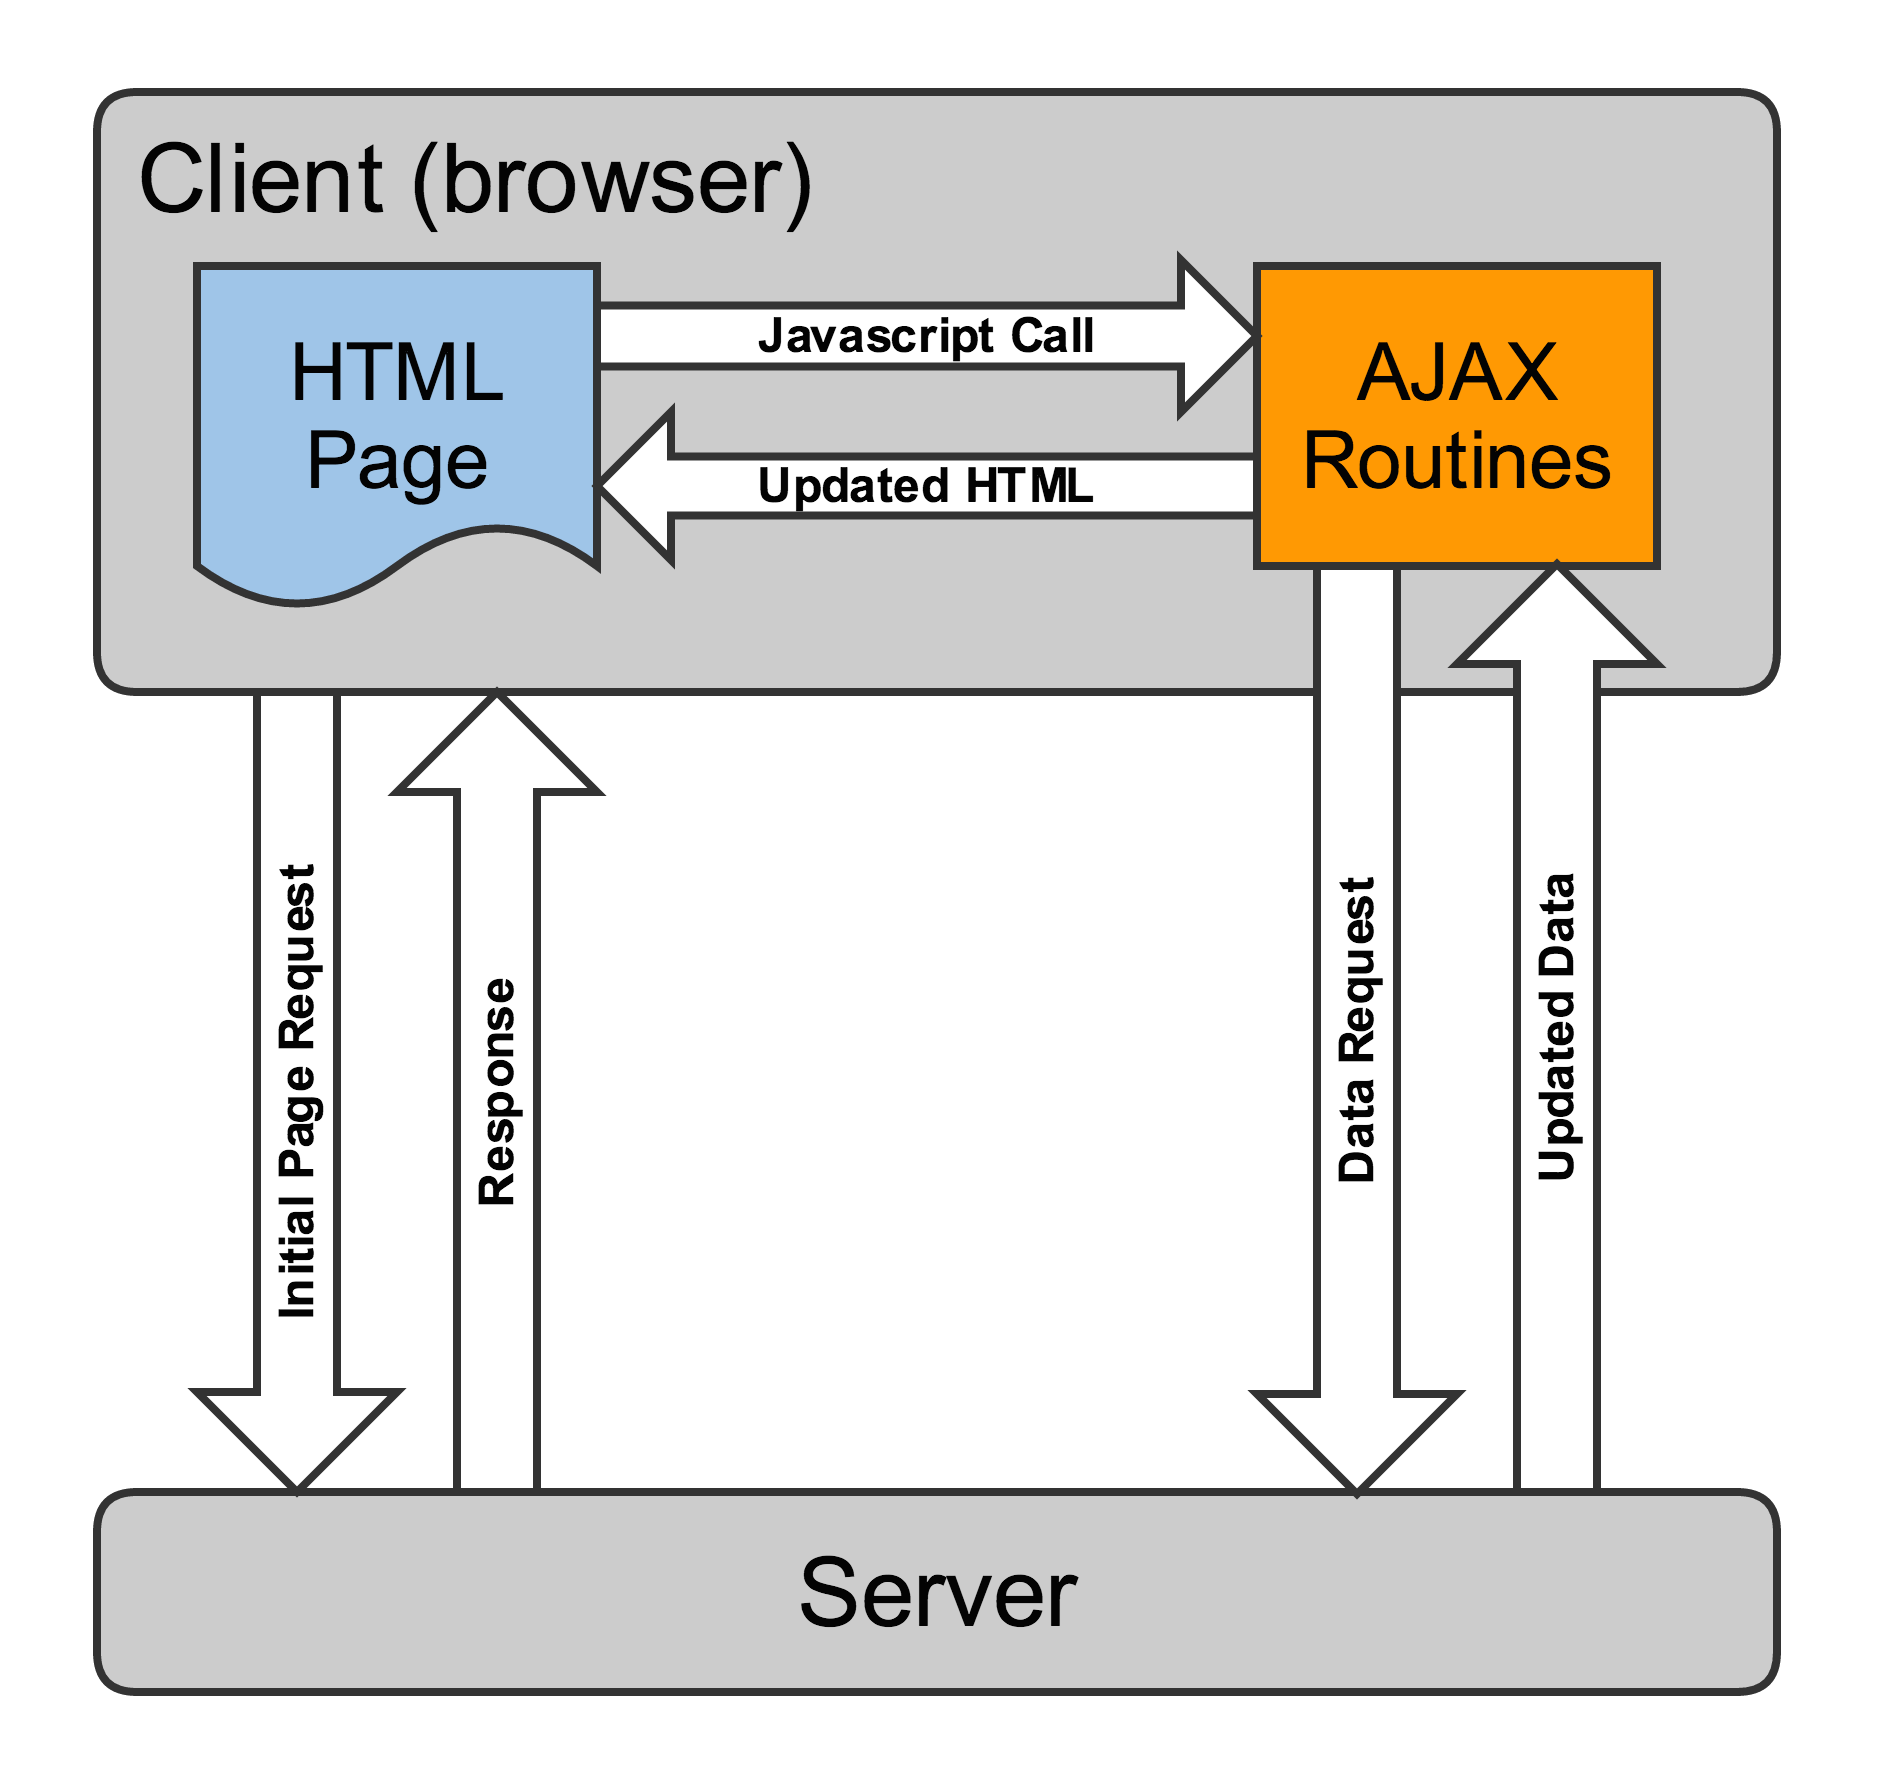 Client (browser)
HTML
Page
Javascript Call
Updated HTML
AJAX
Routines
Initial Page Request
Response
Data Request
Updated Data
Server